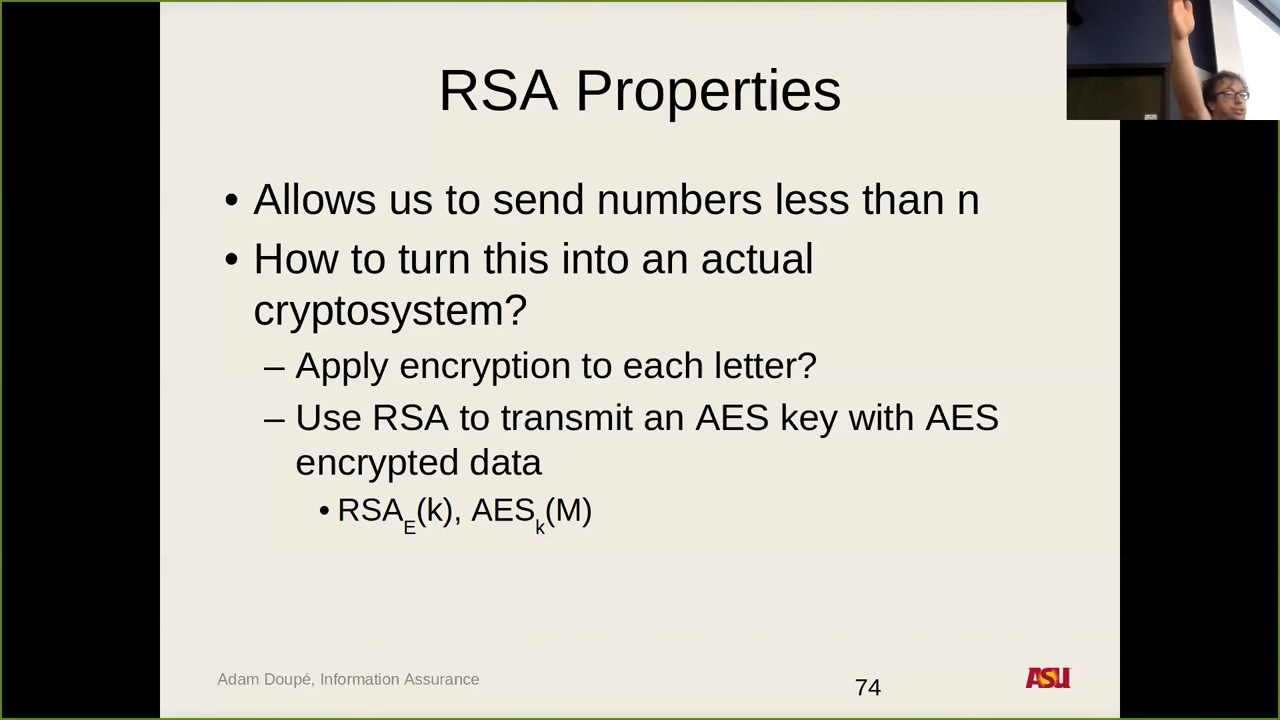 RSA Properties
• Allows us to send numbers less than n
• How to turn this into an actual
cryptosystem?
– Apply encryption to each letter?
– Use RSA to transmit an AES key with AES
encrypted data
• RSA_E(k), AES_k(M)
Adam Doupé, Information Assurance
74
ASU